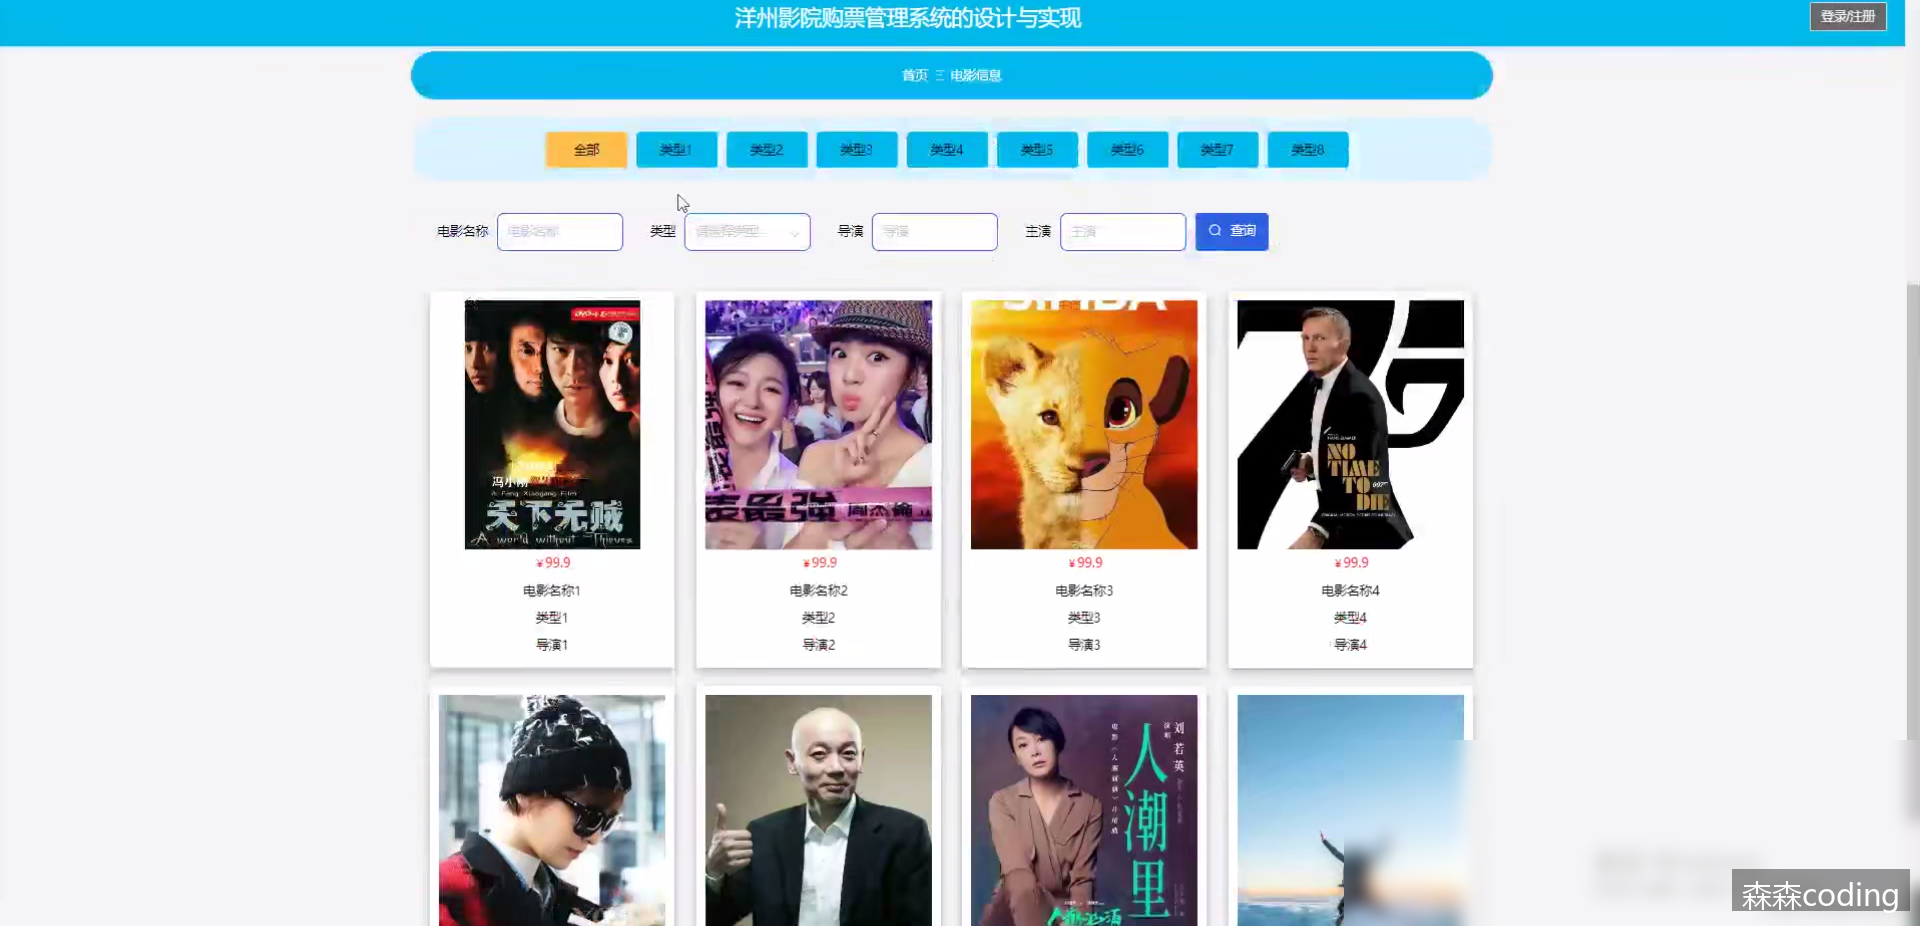 洋州影院购票管理系统的设计与实现
登录/注册
首页 三 电影信息
全部
类型1
类型2
类型3
类型4
类型5
类型6
类型7
类型8
电影名称 电影名称
类型 请选择类型
导演 导演
主演 主演
查询
冯小刚
A Feng Xiaogang Film
天下无贼
A world without Thieves
SIMBA
NO
TIME
TO
DIE
007
¥99.9
电影名称1
类型1
导演1
¥99.9
电影名称2
类型2
导演2
¥99.9
电影名称3
类型3
导演3
¥99.9
电影名称4
类型4
导演4
刘若英
人潮里
森森coding